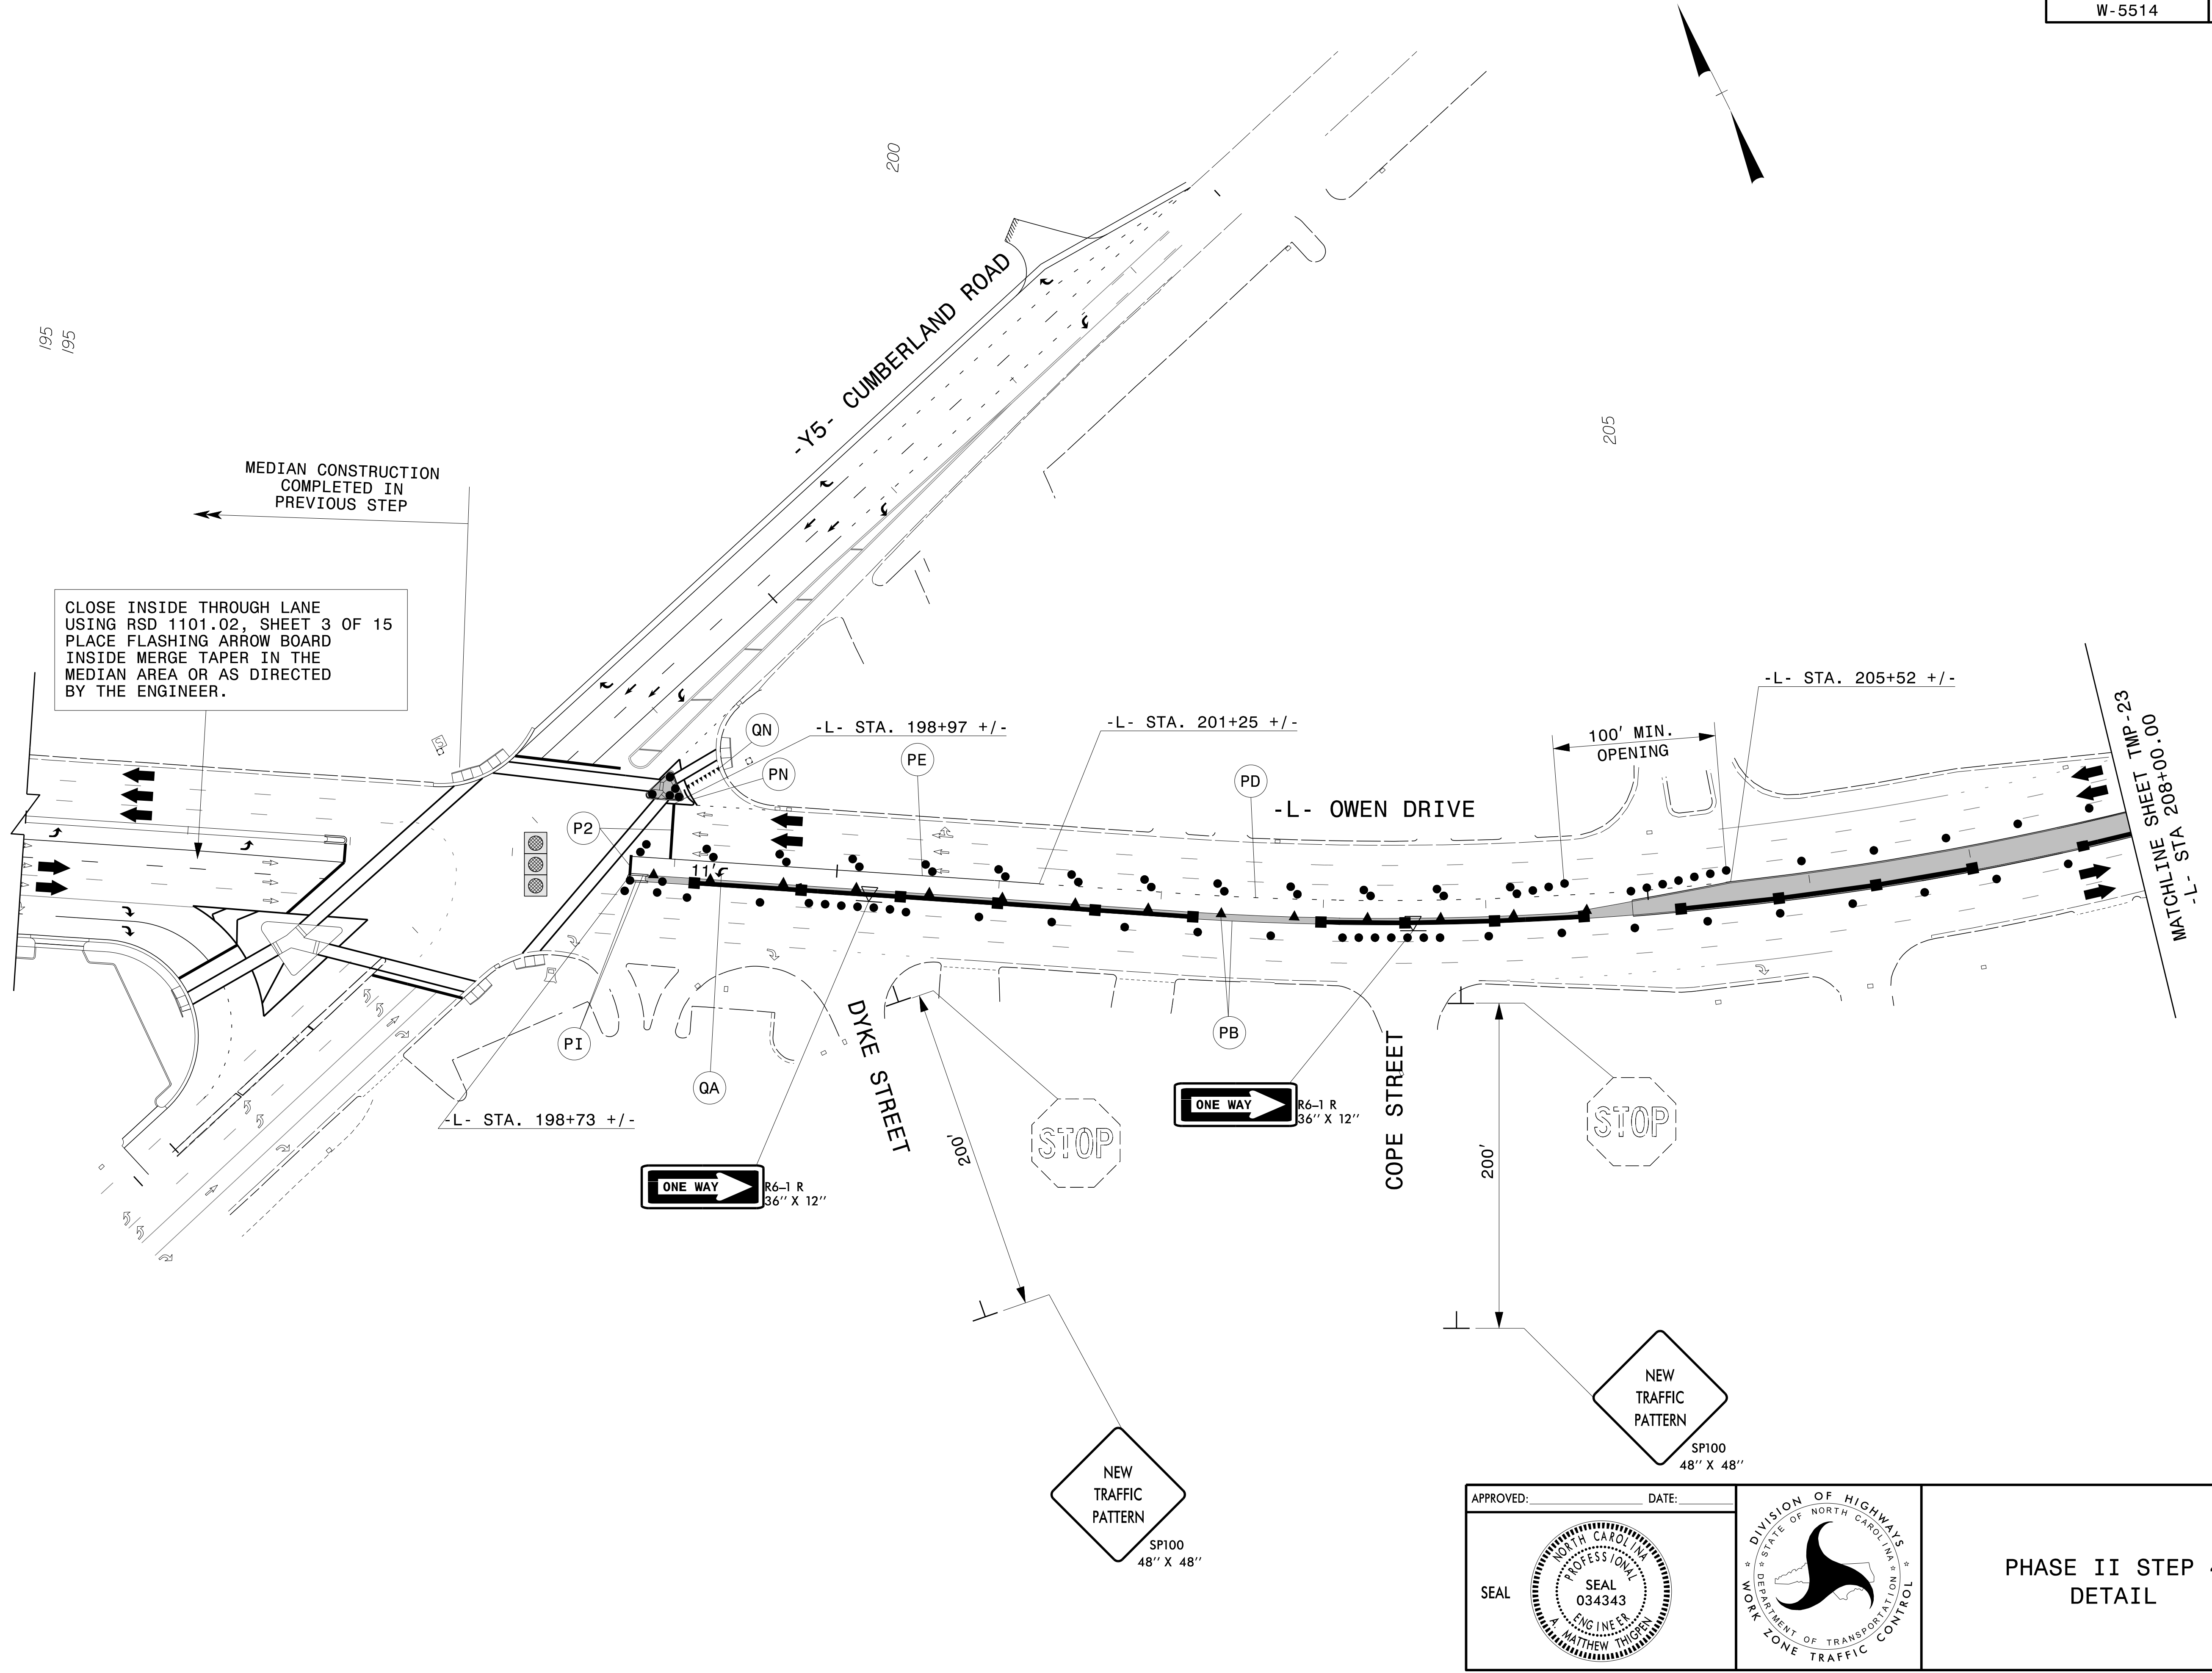 W-5514
200
195
195
205
-Y5- CUMBERLAND ROAD
MEDIAN CONSTRUCTION
COMPLETED IN
PREVIOUS STEP
CLOSE INSIDE THROUGH LANE
USING RSD 1101.02, SHEET 3 OF 15
PLACE FLASHING ARROW BOARD
INSIDE MERGE TAPER IN THE
MEDIAN AREA OR AS DIRECTED
BY THE ENGINEER.
-L- STA. 205+52 +/-
MATCHLINE SHEET TMP-23
-L- STA 208+00.00
QN
-L- STA. 198+97 +/-
-L- STA. 201+25 +/-
100' MIN.
OPENING
PN
PE
PD
-L- OWEN DRIVE
P2
11'
PI
QA
PB
-L- STA. 198+73 +/-
DYKE STREET
COPE STREET
ONE WAY
R6-1 R
36'' X 12''
ONE WAY
R6-1 R
36'' X 12''
200'
STOP
200'
STOP
NEW
TRAFFIC
PATTERN
SP100
48'' X 48''
NEW
TRAFFIC
PATTERN
SP100
48'' X 48''
APPROVED: DATE:
SEAL
NORTH CAROLINA
PROFESSIONAL
SEAL
034343
ENGINEER
A. MATTHEW THIGPEN
DIVISION OF HIGHWAYS
STATE OF NORTH CAROLINA
DEPARTMENT OF TRANSPORTATION
WORK ZONE TRAFFIC CONTROL
PHASE II STEP
DETAIL